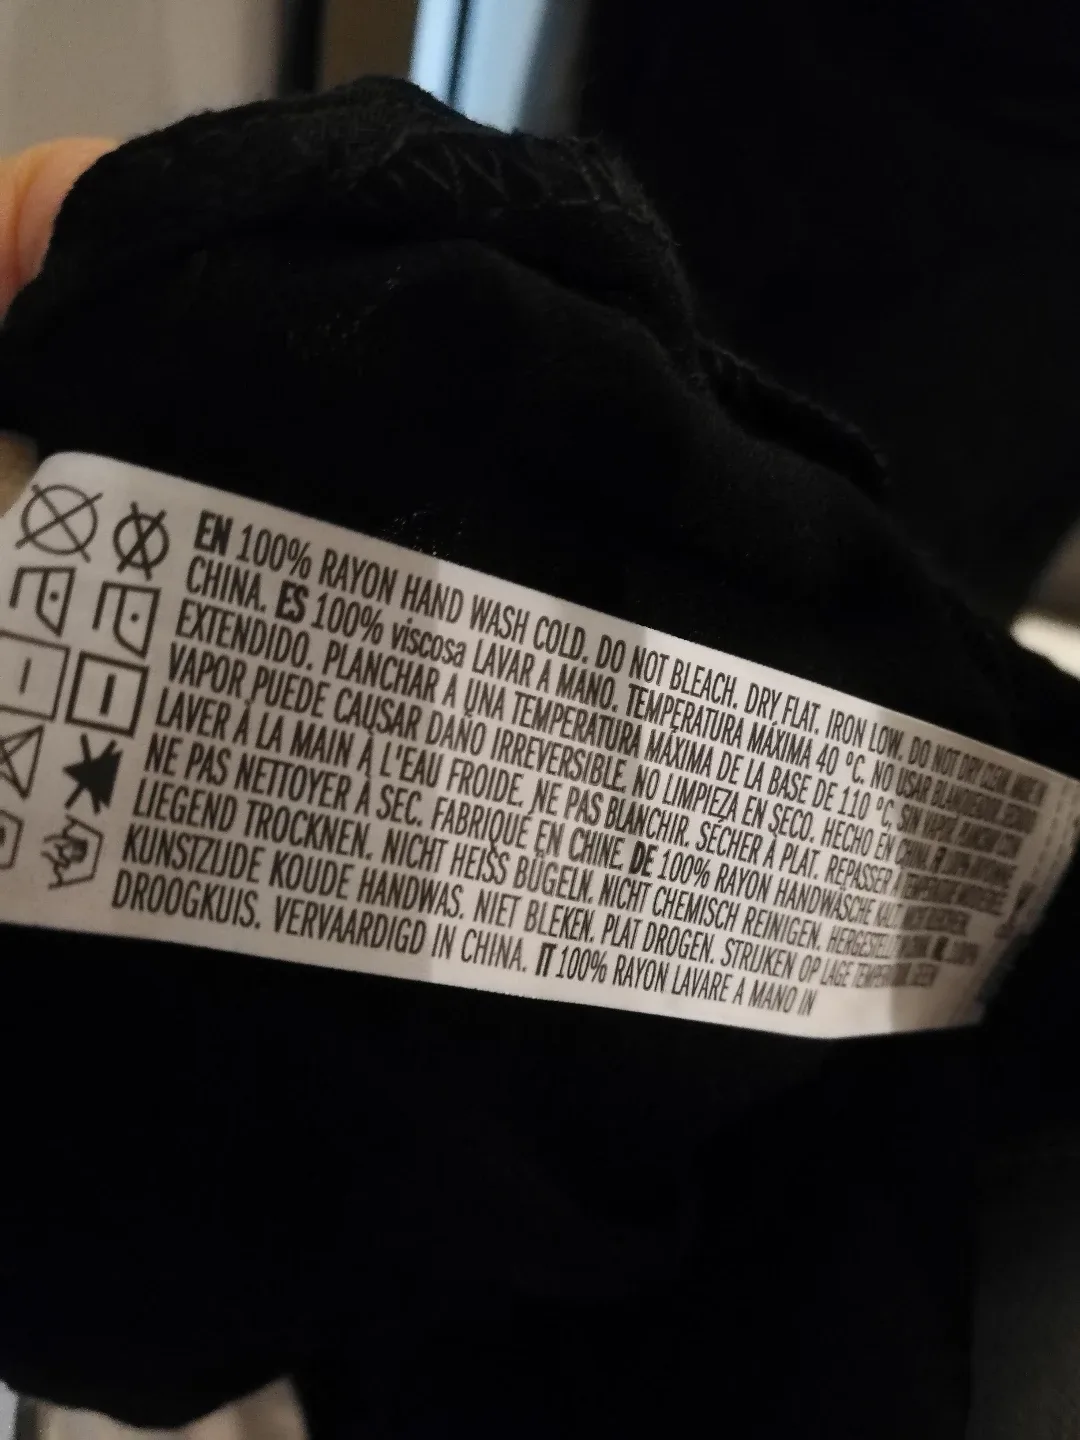 EN 100% RAYON HAND WASH COLD. DO NOT BLEACH. DRY FLAT. IRON LOW. DO NOT DRY
CHINA. ES 100% viscosa LAVAR A MANO. TEMPERATURA MÁXIMA 40 ºC. NO USAR
EXTENDIDO. PLANCHAR A UNA TEMPERATURA MÁXIMA DE LA BASE DE 110 ºC, SIN VAPOR.
VAPOR PUEDE CAUSAR DAÑO IRREVERSIBLE. NO LIMPIEZA EN SECO. HECHO EN CHINA. FR
LAVER À LA MAIN À L'EAU FROIDE. NE PAS BLANCHIR. SÉCHER À PLAT. REPASSER
NE PAS NETTOYER À SEC. FABRIQUÉ EN CHINE. DE 100% RAYON HANDWÄSCHE KALT.
LIEGEND TROCKNEN. NICHT HEISS BÜGELN. NICHT CHEMISCH REINIGEN. HERGESTELLT
KUNSTZIJDE KOUDE HANDWAS. NIET BLEKEN. PLAT DROGEN. STRIJKEN OP LAGE
DROOGKUIS. VERVAARDIGD IN CHINA. IT 100% RAYON LAVARE A MANO IN